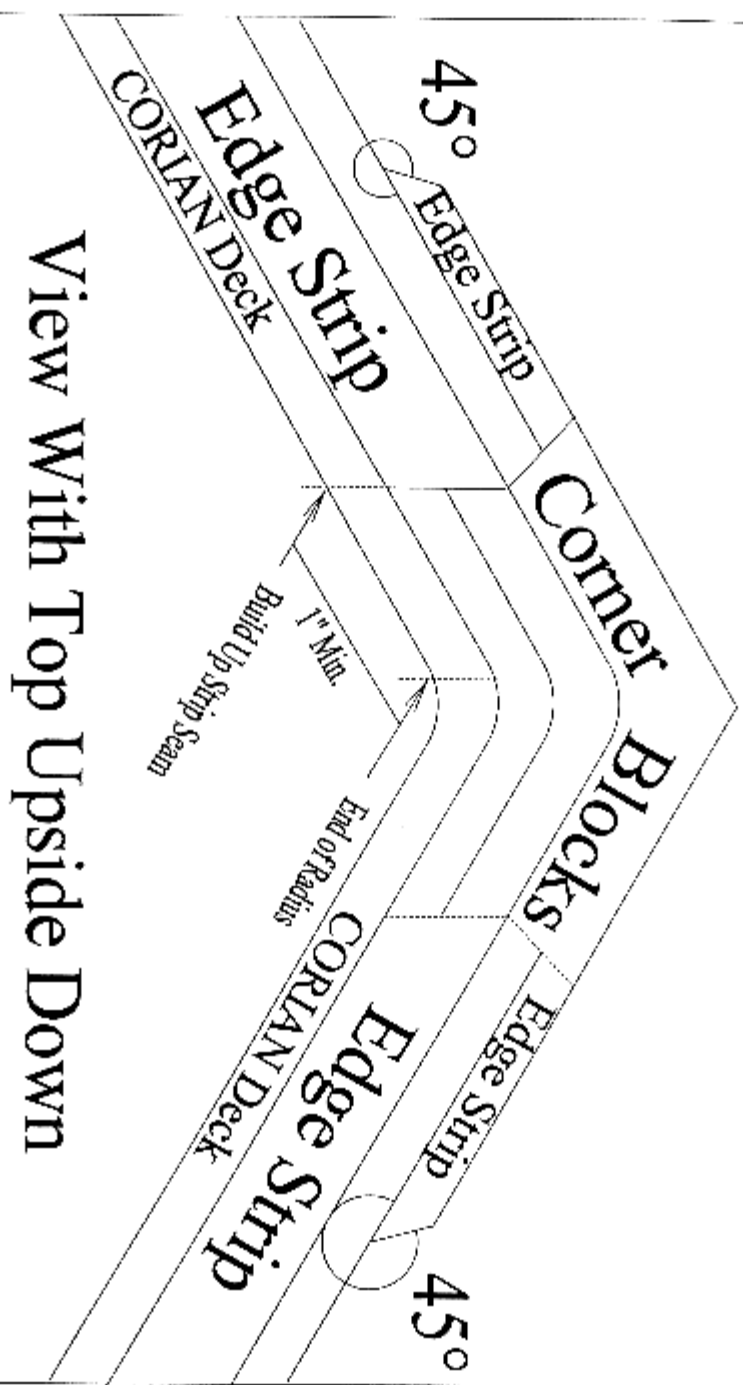 45°
Edge Strip
Edge Strip
CORIAN Deck
Corner
Blocks
Build Up Strip Seam
1" Min.
End of Radius
CORIAN Deck
Edge Strip
Edge Strip
45°
View With Top Upside Down